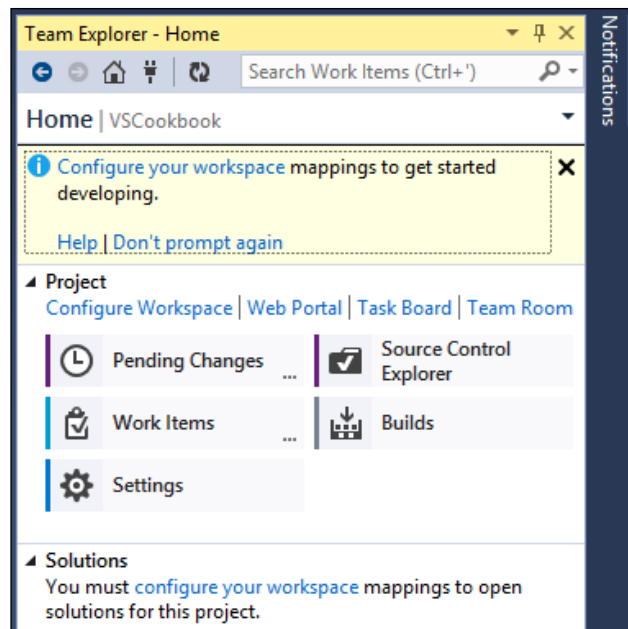 Team Explorer - Home
Search Work Items (Ctrl+')
Home | VSCookbook
Configure your workspace mappings to get started
developing.
Help | Don't prompt again
Project
Configure Workspace | Web Portal | Task Board | Team Room
Pending Changes ...
Source Control
Explorer
Work Items ...
Builds
Settings
Solutions
You must configure your workspace mappings to open
solutions for this project.
Notifications